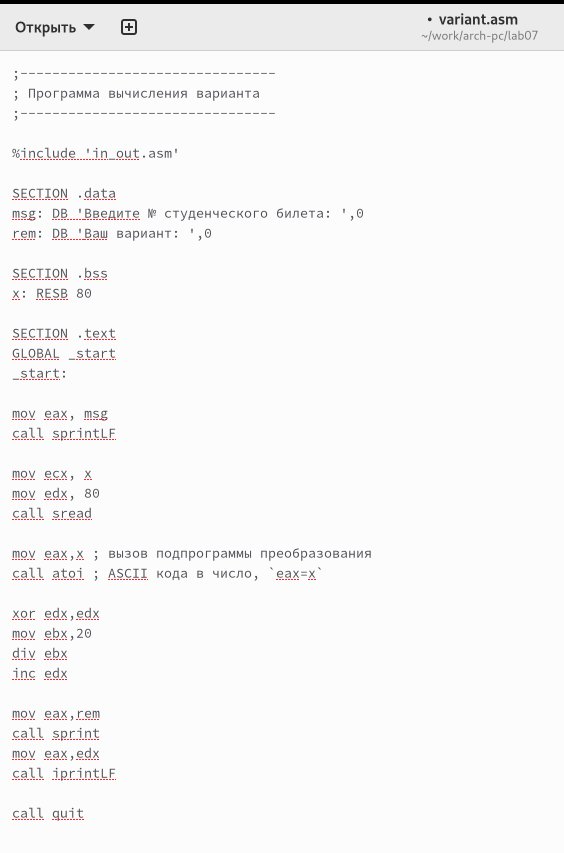 Открыть
• variant.asm
~/work/arch-pc/lab07
;--------------------------------
; Программа вычисления варианта
;--------------------------------
%include 'in_out.asm'
SECTION .data
msg: DB 'Введите № студенческого билета: ',0
rem: DB 'Ваш вариант: ',0
SECTION .bss
x: RESB 80
SECTION .text
GLOBAL _start
_start:
mov eax, msg
call sprintLF
mov ecx, x
mov edx, 80
call sread
mov eax,x ; вызов подпрограммы преобразования
call atoi ; ASCII кода в число, `eax=x`
xor edx,edx
mov ebx,20
div ebx
inc edx
mov eax,rem
call sprint
mov eax,edx
call iprintLF
call quit